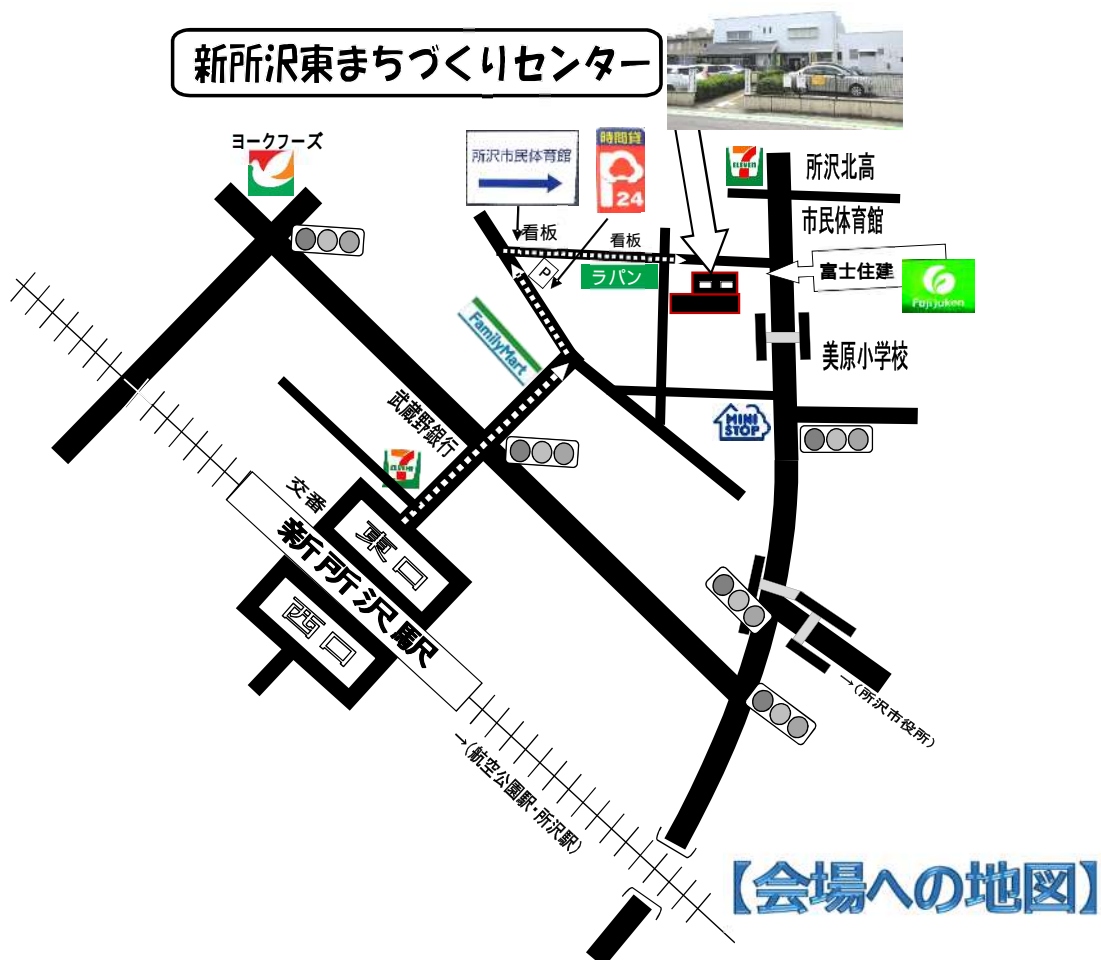 新所沢東まちづくりセンター
ヨークフーズ
所沢市民体育館
時間貸
P
24
ELEVEN
所沢北高
市民体育館
看板
看板
P
ラパン
富士住建
Fuji juken
FamilyMart
美原小学校
武蔵野銀行
MINI
STOP
ELEVEN
交番
東口
新所沢駅
西口
→(所沢市役所)
→(航空公園駅・所沢駅)
【会場への地図】